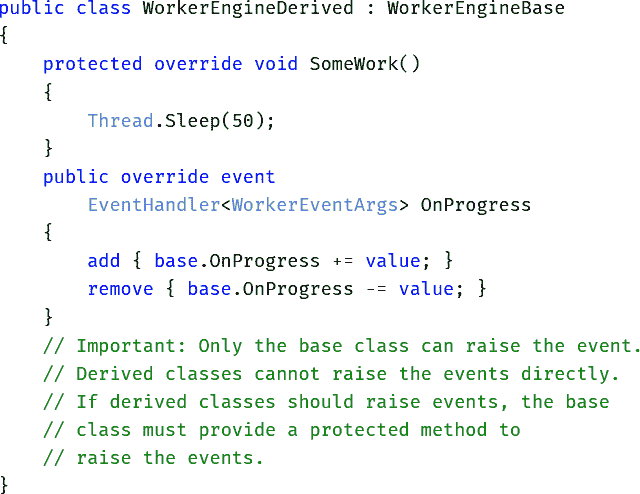 public class WorkerEngineDerived : WorkerEngineBase
{
    protected override void SomeWork()
    {
        Thread.Sleep(50);
    }
    public override event
        EventHandler<WorkerEventArgs> OnProgress
    {
        add { base.OnProgress += value; }
        remove { base.OnProgress -= value; }
    }
    // Important: Only the base class can raise the event.
    // Derived classes cannot raise the events directly.
    // If derived classes should raise events, the base
    // class must provide a protected method to
    // raise the events.
}